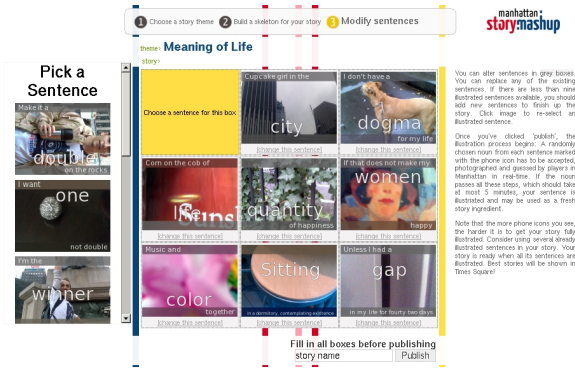 1 Choose a story theme 2 Build a skeleton for your story 3 Modify sentences
manhattan
story:mashup
theme› Meaning of Life
story›
Pick a
Sentence
Make it a
double
on the rocks
I want
one
not double
I'm the
winner
Choose a sentence for this box
Cupcake girl in the
city
[change this sentence]
I don't have a
dogma
for my life
[change this sentence]
Corn on the cob of
[change this sentence]
quantity
of happiness
[change this sentence]
If that does not make my
women
happy
[change this sentence]
Music and
color
together
[change this sentence]
Sitting
in a dormitory, contemplating existence
[change this sentence]
Unless I had a
gap
in my life for fourty two days
[change this sentence]
Fill in all boxes before publishing
story name Publish
You can alter sentences in grey boxes.
You can replace any of the existing
sentences. If there are less than nine
illustrated sentences available, you should
add new sentences to finish up the
story. Click image to re-select an
illustrated sentence.
Once you've clicked 'publish', the
illustration process begins: A randomly
chosen noun from each sentence marked
with the phone icon has to be accepted,
photographed and guessed by players in
Manhattan in real-time. If the noun
passes all these steps, which should take
at most 5 minutes, your sentence is
illustrated and may be used as a fresh
story ingredient.
Note that the more phone icons you see,
the harder it is to get your story fully
illustrated. Consider using several already
illustrated sentences in your story. Your
story is ready when all its sentences are
illustrated. Best stories will be shown in
Times Square!